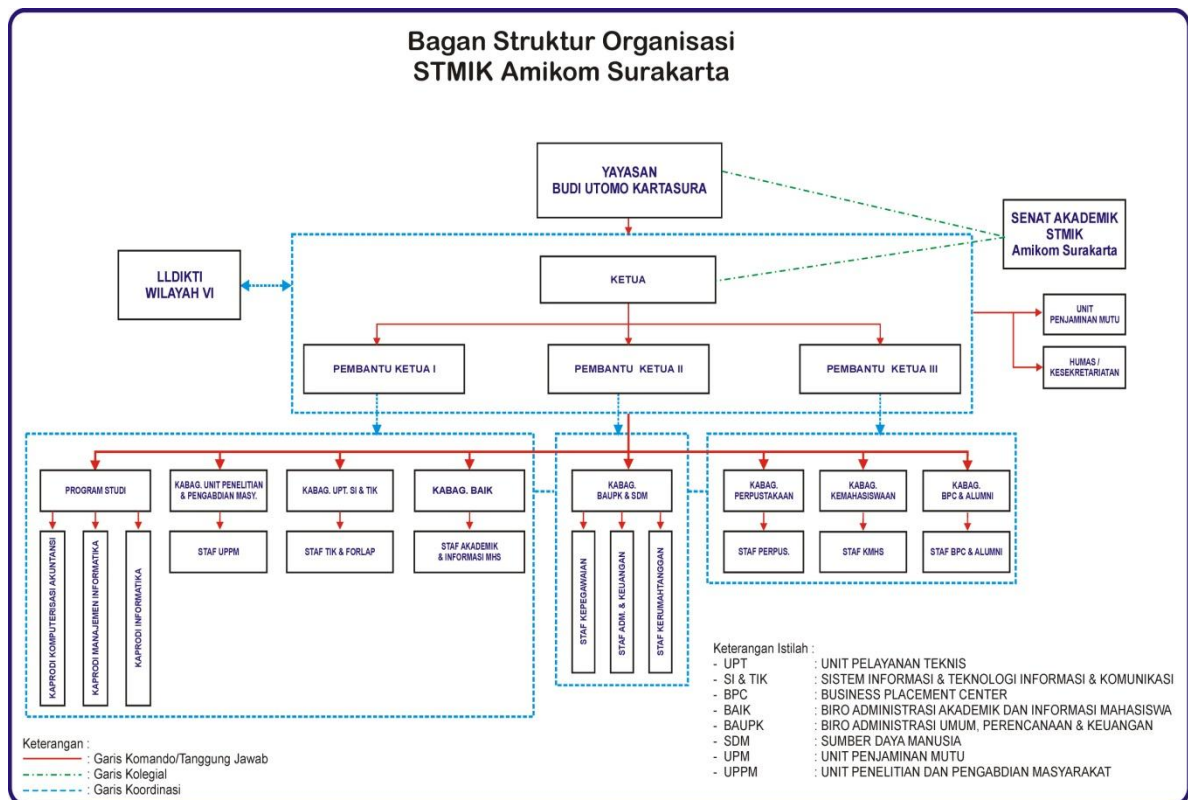 Bagan Struktur Organisasi
STMIK Amikom Surakarta
YAYASAN
BUDI UTOMO KARTASURA
SENAT AKADEMIK
STMIK
Amikom Surakarta
LLDIKTI
WILAYAH VI
KETUA
UNIT
PENJAMINAN MUTU
HUMAS /
KESEKRETARIATAN
PEMBANTU KETUA I
PEMBANTU KETUA II
PEMBANTU KETUA III
PROGRAM STUDI
KABAG. UNIT PENELITIAN
& PENGABDIAN MASY.
KABAG. UPT. SI & TIK
KABAG. BAIK
KABAG.
BAUPK & SDM
KABAG.
PERPUSTAKAAN
KABAG.
KEMAHASISWAAN
KABAG.
BPC & ALUMNI
KAPRODI KOMPUTERISASI AKUNTANSI
KAPRODI MANAJEMEN INFORMATIKA
KAPRODI INFORMATIKA
STAF UPPM
STAF TIK & FORLAP
STAF AKADEMIK
& INFORMASI MHS
STAF KEPEGAWAIAN
STAF ADM. & KEUANGAN
STAF KERUMAHTANGGAN
STAF PERPUS.
STAF KMHS
STAF BPC & ALUMNI
Keterangan Istilah :
- UPT : UNIT PELAYANAN TEKNIS
- SI & TIK : SISTEM INFORMASI & TEKNOLOGI INFORMASI & KOMUNIKASI
- BPC : BUSINESS PLACEMENT CENTER
- BAIK : BIRO ADMINISTRASI AKADEMIK DAN INFORMASI MAHASISWA
- BAUPK : BIRO ADMINISTRASI UMUM, PERENCANAAN & KEUANGAN
- SDM : SUMBER DAYA MANUSIA
- UPM : UNIT PENJAMINAN MUTU
- UPPM : UNIT PENELITIAN DAN PENGABDIAN MASYARAKAT
Keterangan :
: Garis Komando/Tanggung Jawab
: Garis Kolegial
: Garis Koordinasi